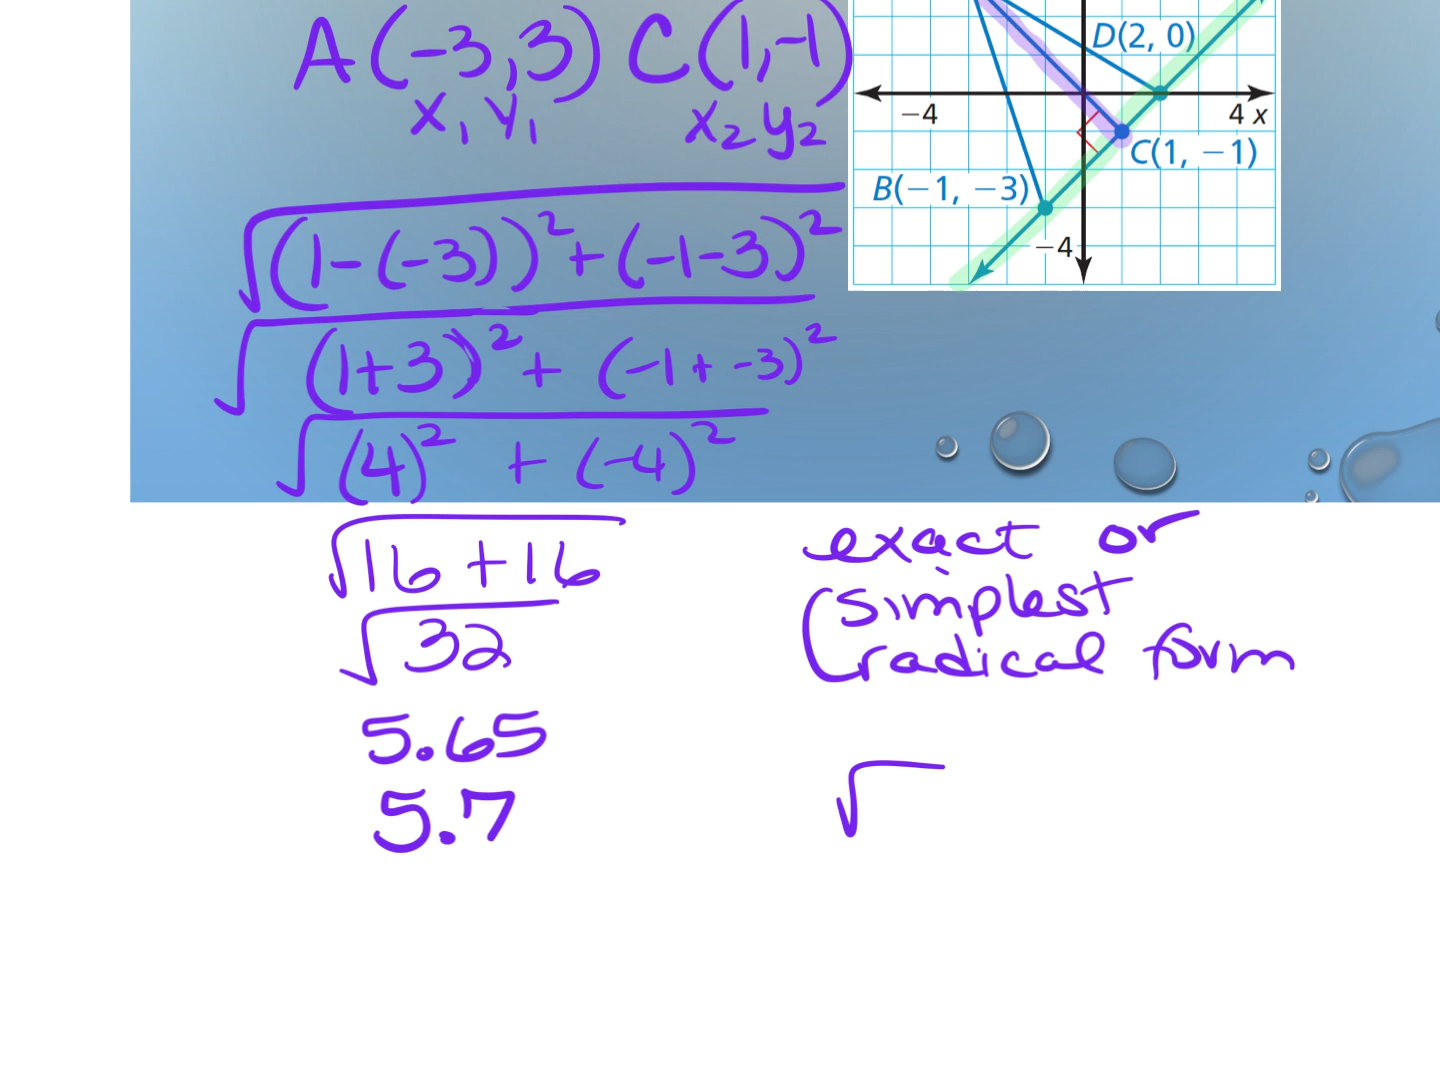 A(-3,3) C(1,-1)
x₁ y₁ x₂ y₂
√(1-(-3))² + (-1-3)²
√(1+3)² + (-1+-3)²
√(4)² + (-4)²
√16+16
√32
5.65
5.7
D(2, 0)
−4
4 x
C(1, −1)
B(−1, −3)
−4
exact or
(simplest
radical form
√